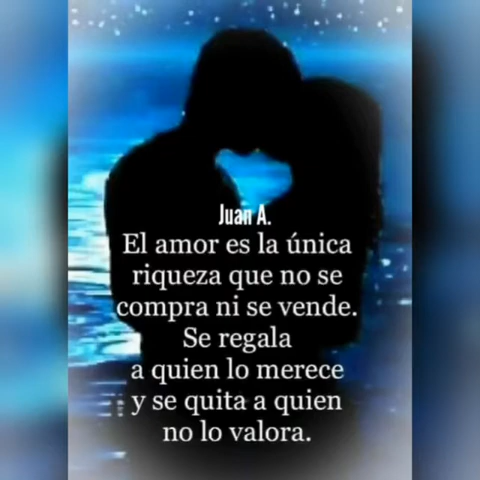 Juan A.
El amor es la única
riqueza que no se
compra ni se vende.
Se regala
a quien lo merece
y se quita a quien
no lo valora.